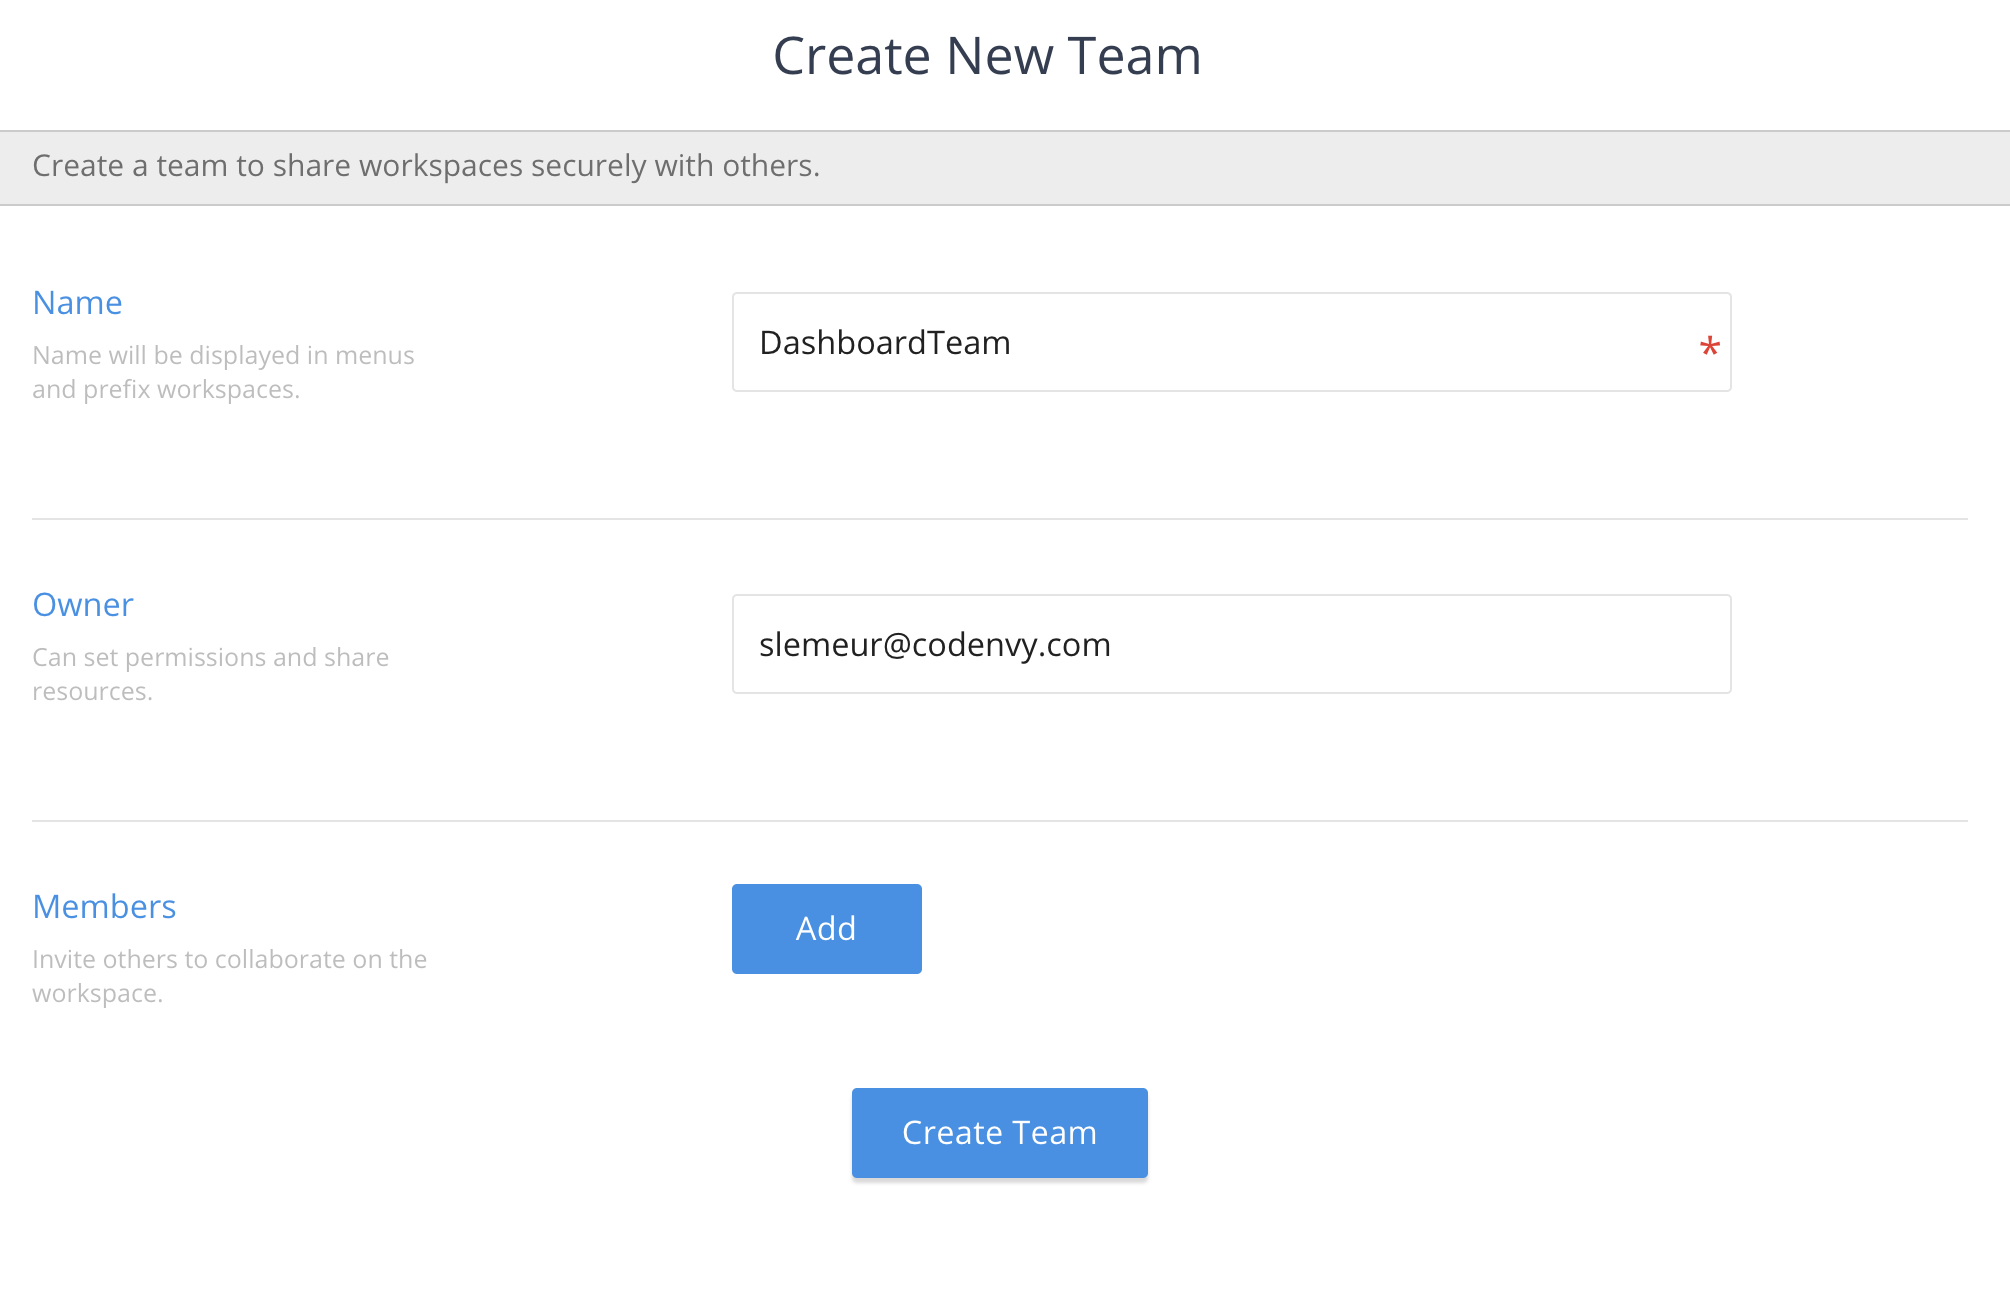 Create New Team
Create a team to share workspaces securely with others.
Name
Name will be displayed in menus
and prefix workspaces.
DashboardTeam
*
Owner
Can set permissions and share
resources.
slemeur@codenvy.com
Members
Invite others to collaborate on the
workspace.
Add
Create Team